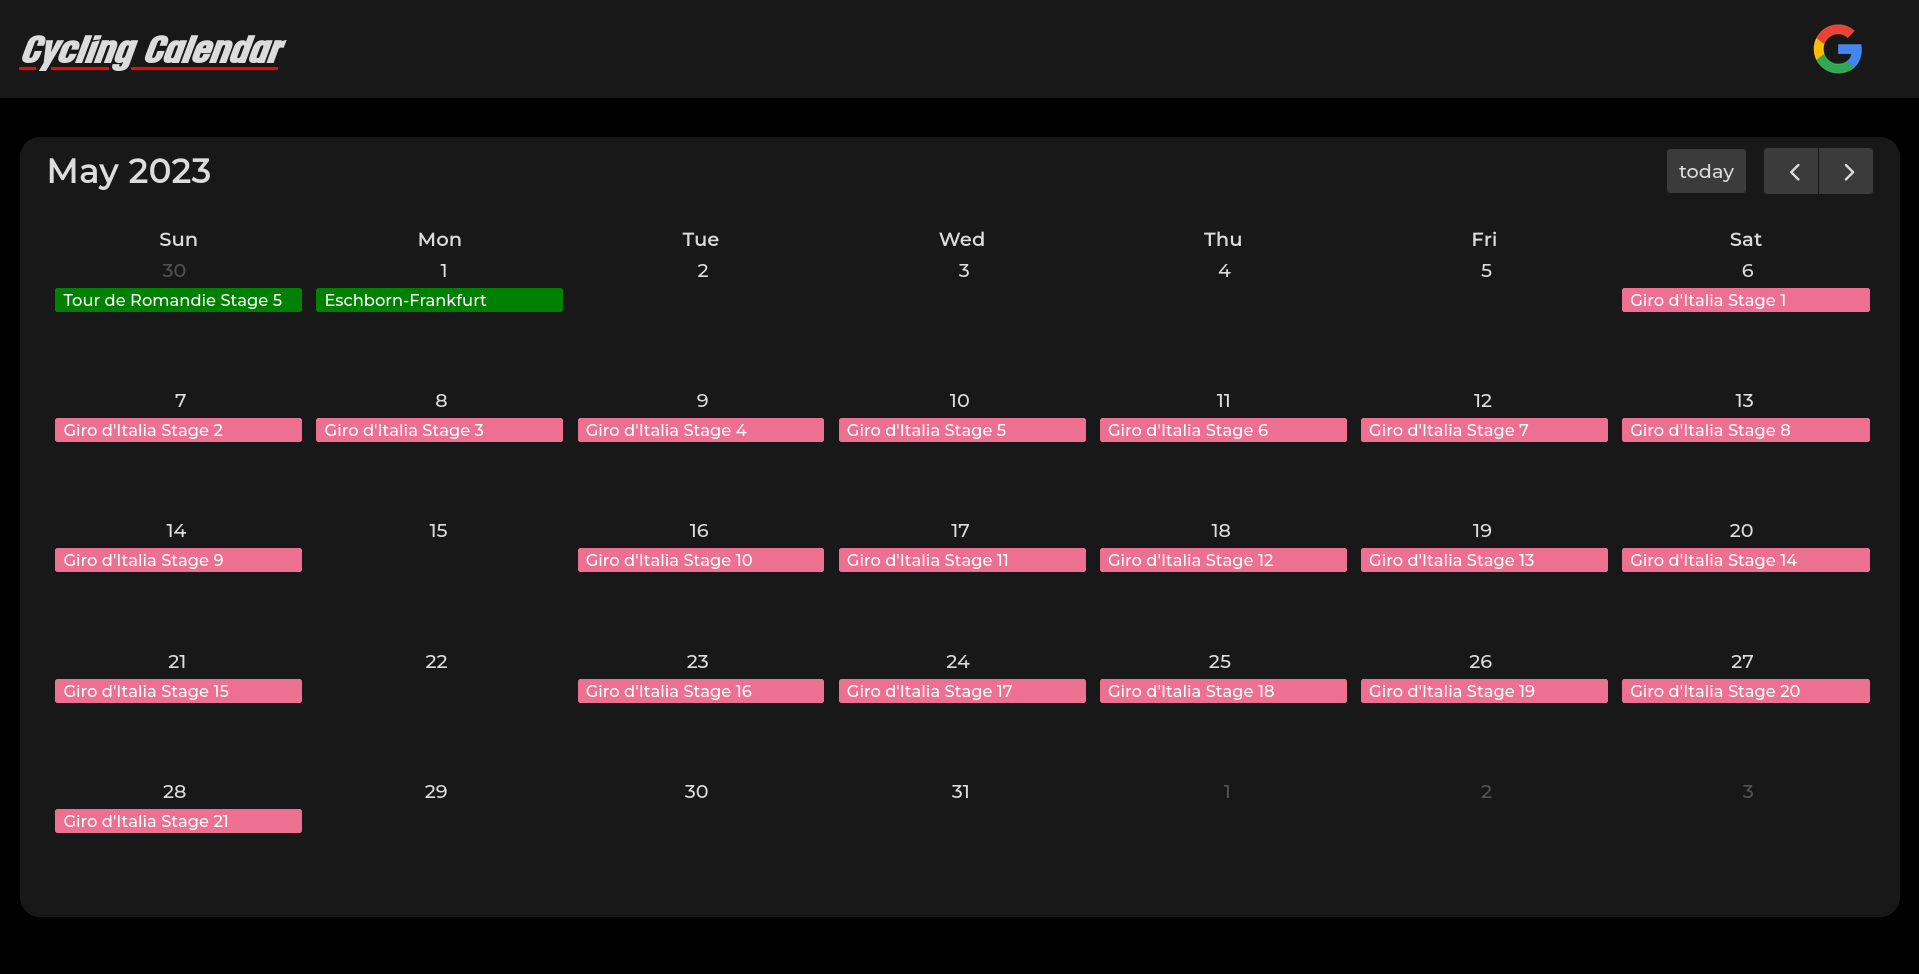 Cycling Calendar
May 2023
today
Sun Mon Tue Wed Thu Fri Sat
30 1 2 3 4 5 6
Tour de Romandie Stage 5 Eschborn-Frankfurt Giro d'Italia Stage 1
7 8 9 10 11 12 13
Giro d'Italia Stage 2 Giro d'Italia Stage 3 Giro d'Italia Stage 4 Giro d'Italia Stage 5 Giro d'Italia Stage 6 Giro d'Italia Stage 7 Giro d'Italia Stage 8
14 15 16 17 18 19 20
Giro d'Italia Stage 9 Giro d'Italia Stage 10 Giro d'Italia Stage 11 Giro d'Italia Stage 12 Giro d'Italia Stage 13 Giro d'Italia Stage 14
21 22 23 24 25 26 27
Giro d'Italia Stage 15 Giro d'Italia Stage 16 Giro d'Italia Stage 17 Giro d'Italia Stage 18 Giro d'Italia Stage 19 Giro d'Italia Stage 20
28 29 30 31 1 2 3
Giro d'Italia Stage 21